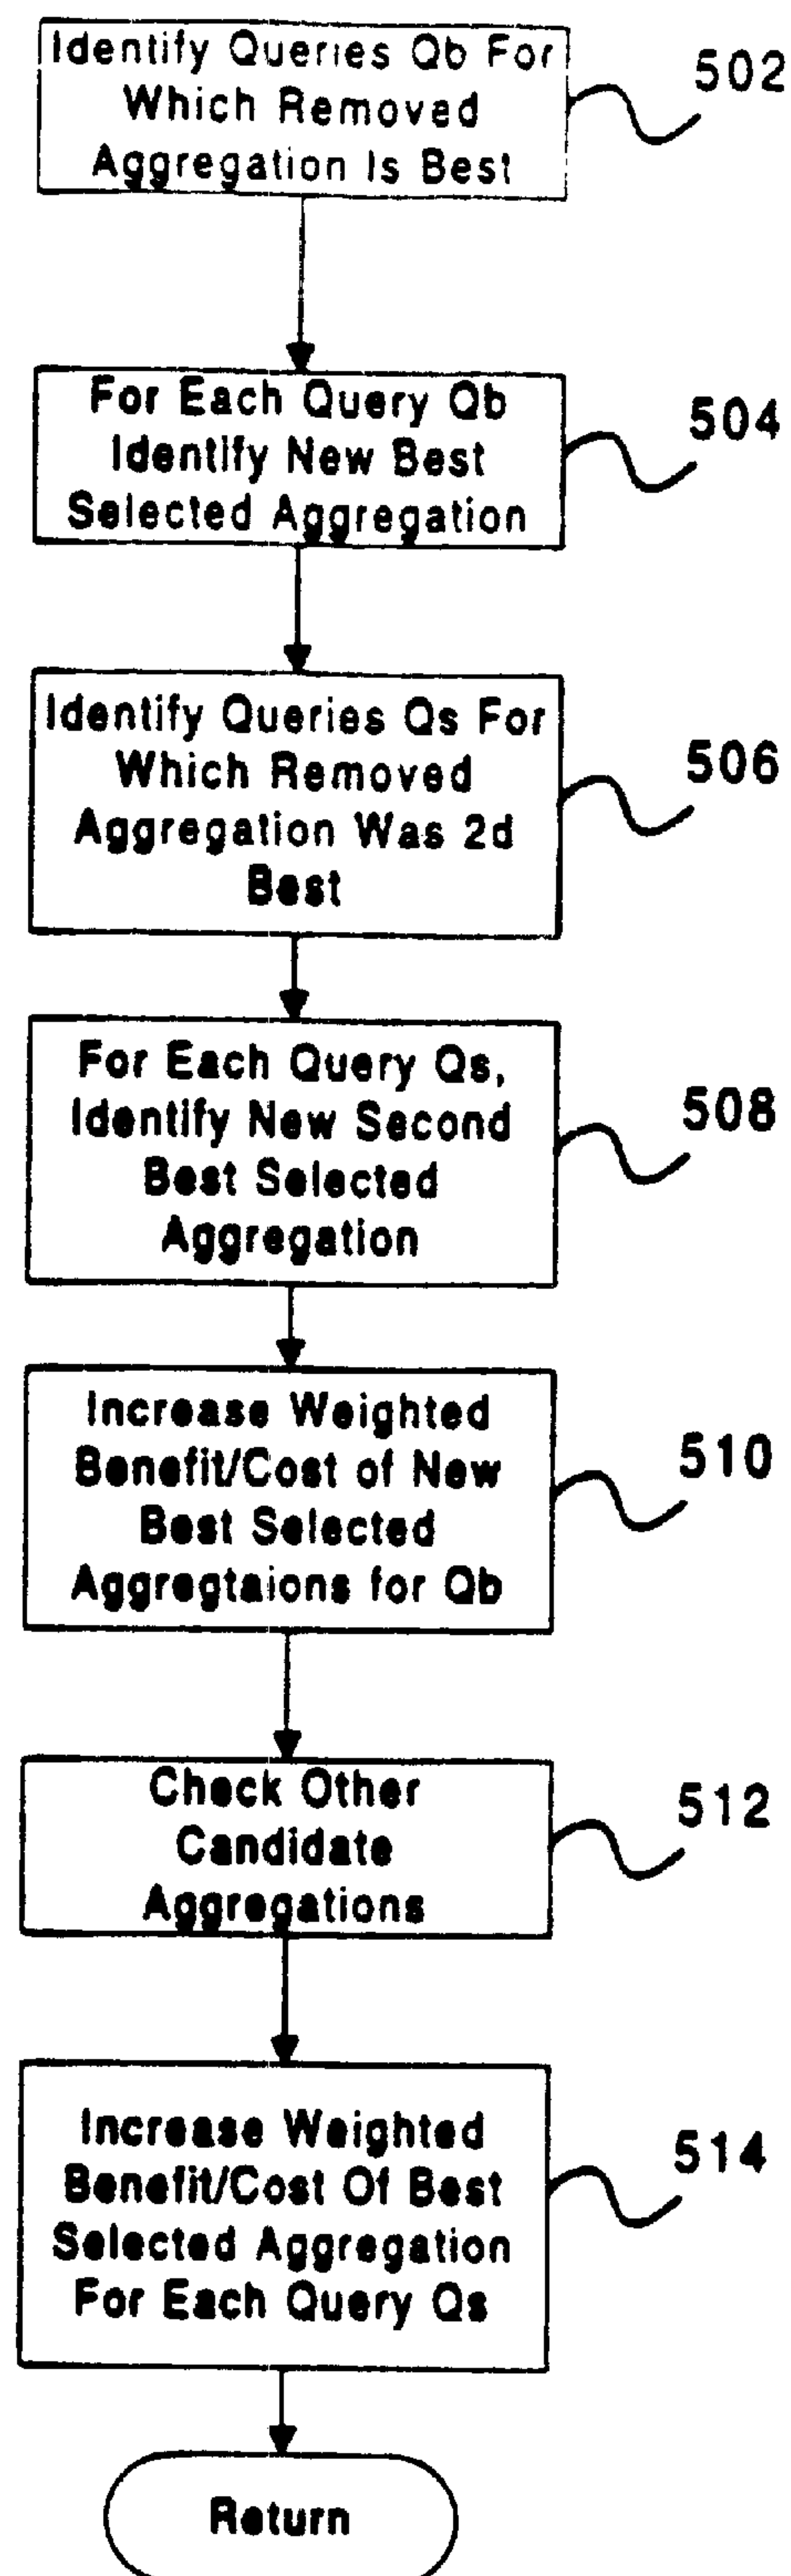 Identify Queries Qb For
Which Removed
Aggregation Is Best
502
For Each Query Qb
Identify New Best
Selected Aggregation
504
Identify Queries Qs For
Which Removed
Aggregation Was 2d
Best
506
For Each Query Qs,
Identify New Second
Best Selected
Aggregation
508
Increase Weighted
Benefit/Cost of New
Best Selected
Aggregtaions for Qb
510
Check Other
Candidate
Aggregations
512
Increase Weighted
Benefit/Cost Of Best
Selected Aggregation
For Each Query Qs
514
Return